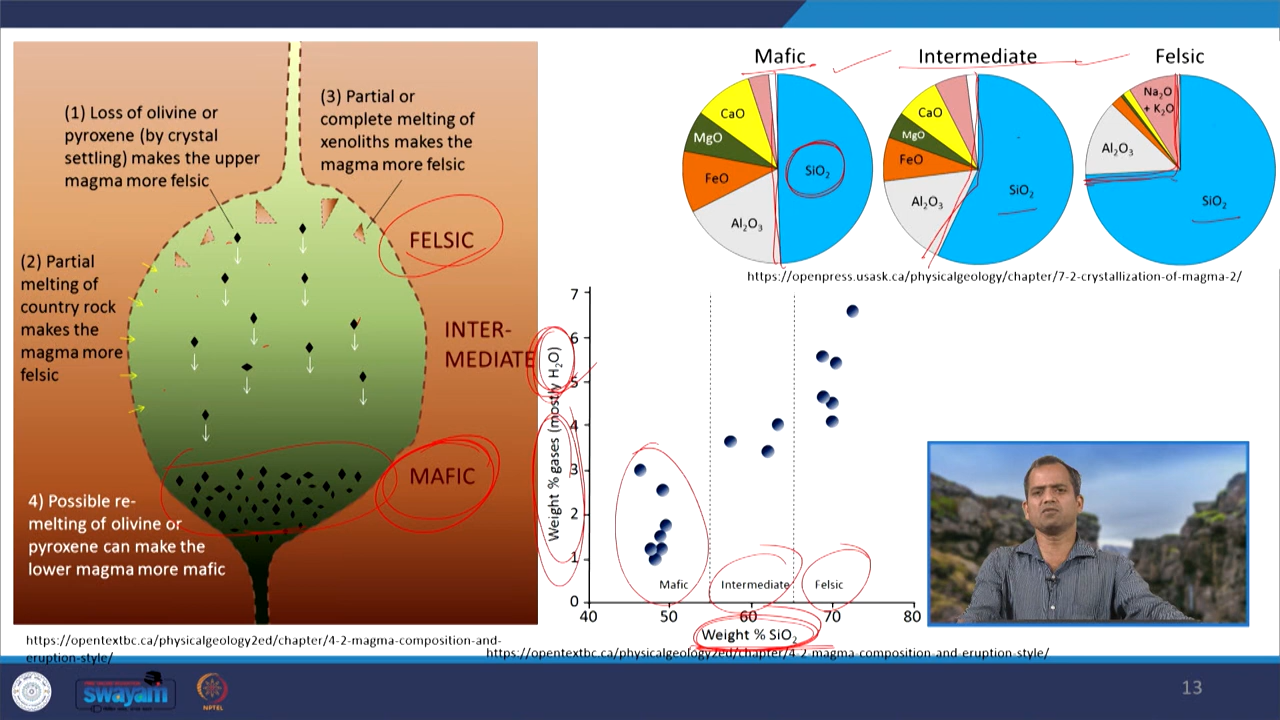 (1) Loss of olivine or
pyroxene (by crystal
settling) makes the upper
magma more felsic
(3) Partial or
complete melting of
xenoliths makes the
magma more felsic
FELSIC
(2) Partial
melting of
country rock
makes the
magma more
felsic
INTER-
MEDIATE
MAFIC
4) Possible re-
melting of olivine or
pyroxene can make the
lower magma more mafic
https://opentextbc.ca/physicalgeology2ed/chapter/4-2-magma-composition-and-
eruption-style/
Mafic
CaO
MgO
FeO
Al₂O₃
SiO₂
Intermediate
CaO
MgO
FeO
Al₂O₃
SiO₂
Felsic
Na₂O
+ K₂O
Al₂O₃
SiO₂
https://openpress.usask.ca/physicalgeology/chapter/7-2-crystallization-of-magma-2/
Weight % gases (mostly H₂O)
7
6
5
4
3
2
1
0
Mafic
Intermediate
Felsic
40
50
60
70
80
Weight % SiO₂
https://opentextbc.ca/physicalgeology2ed/chapter/4-2-magma-composition-and-eruption-style/
swayam
NPTEL
13